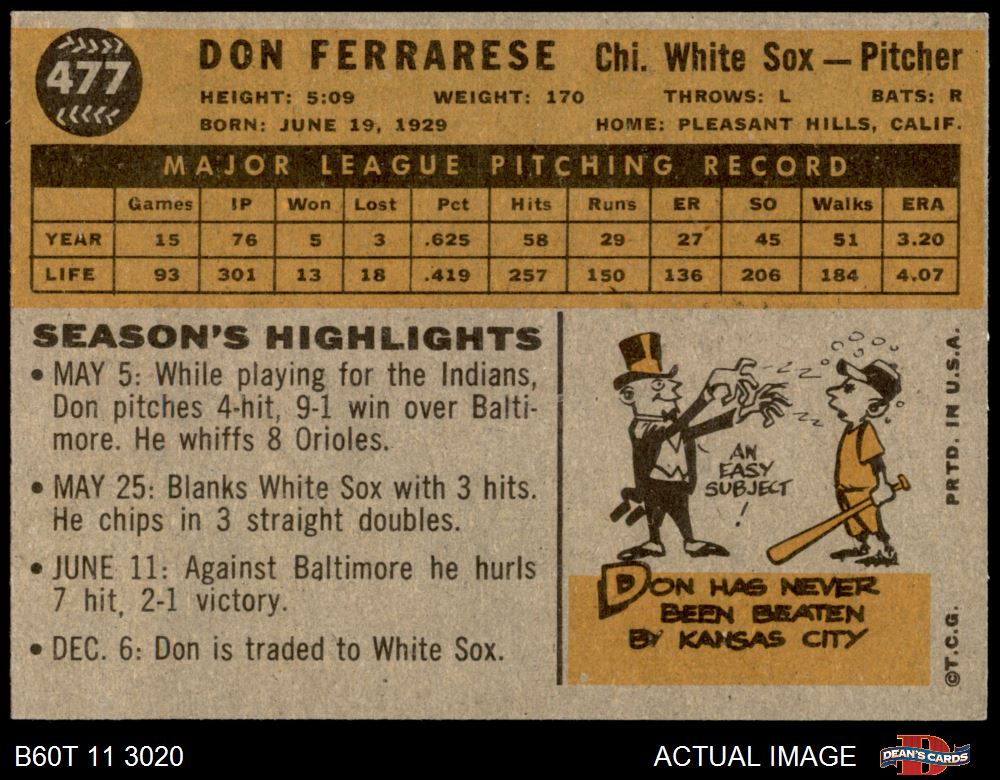 477
DON FERRARESE Chi. White Sox — Pitcher
HEIGHT: 5:09 WEIGHT: 170 THROWS: L BATS: R
BORN: JUNE 19, 1929 HOME: PLEASANT HILLS, CALIF.
MAJOR LEAGUE PITCHING RECORD
Games IP Won Lost Pct Hits Runs ER SO Walks ERA
YEAR 15 76 5 3 .625 58 29 27 45 51 3.20
LIFE 93 301 13 18 .419 257 150 136 206 184 4.07
SEASON'S HIGHLIGHTS
• MAY 5: While playing for the Indians,
Don pitches 4-hit, 9-1 win over Balti-
more. He whiffs 8 Orioles.
• MAY 25: Blanks White Sox with 3 hits.
He chips in 3 straight doubles.
• JUNE 11: Against Baltimore he hurls
7 hit, 2-1 victory.
• DEC. 6: Don is traded to White Sox.
AN
EASY
SUBJECT
!
DON HAS NEVER
BEEN BEATEN
BY KANSAS CITY
©T.C.G. PRTD. IN U.S.A.
B60T 11 3020 ACTUAL IMAGE DEAN'S CARDS